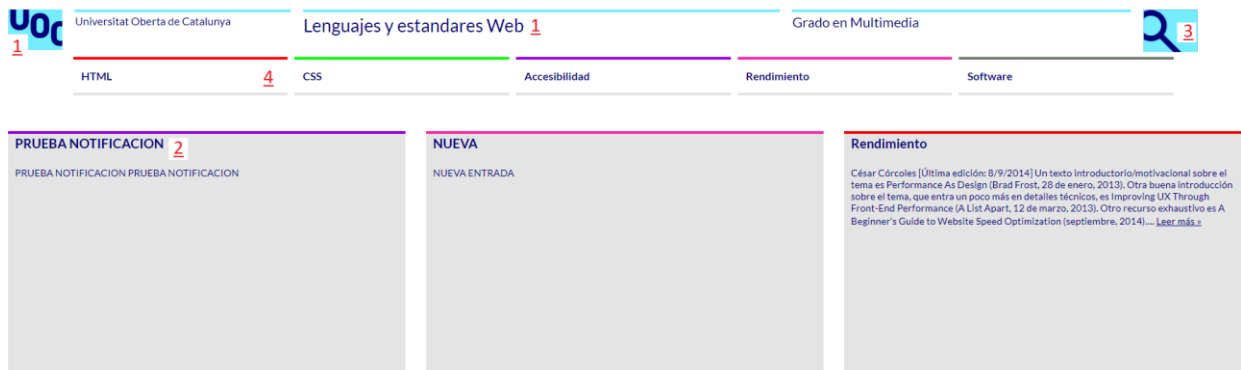 UOC
Universitat Oberta de Catalunya
Lenguajes y estandares Web 1
Grado en Multimedia
1
3
HTML 4
CSS
Accesibilidad
Rendimiento
Software
PRUEBA NOTIFICACION 2
PRUEBA NOTIFICACION PRUEBA NOTIFICACION
NUEVA
NUEVA ENTRADA
Rendimiento
César Córcoles [Última edición: 8/9/2014] Un texto introductorio/motivacional sobre el
tema es Performance As Design (Brad Frost, 28 de enero, 2013). Otra buena introducción
sobre el tema, que entra un poco más en detalles técnicos, es Improving UX Through
Front-End Performance (A List Apart, 12 de marzo, 2013). Otro recurso exhaustivo es A
Beginner's Guide to Website Speed Optimization (septiembre, 2014).... Leer más »